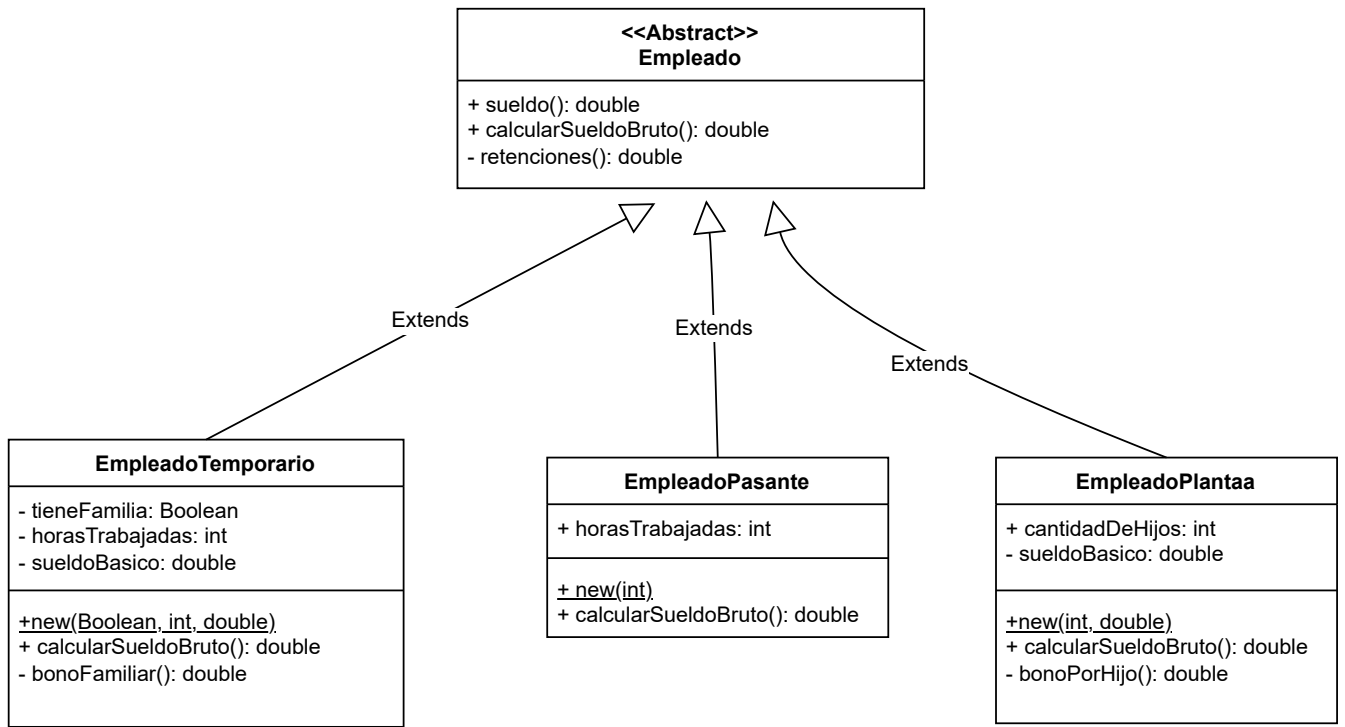 <<Abstract>>
Empleado
+ sueldo(): double
+ calcularSueldoBruto(): double
- retenciones(): double
Extends
Extends
Extends
EmpleadoTemporario
- tieneFamilia: Boolean
- horasTrabajadas: int
- sueldoBasico: double
+new(Boolean, int, double)
+ calcularSueldoBruto(): double
- bonoFamiliar(): double
EmpleadoPasante
+ horasTrabajadas: int
+ new(int)
+ calcularSueldoBruto(): double
EmpleadoPlantaa
+ cantidadDeHijos: int
- sueldoBasico: double
+new(int, double)
+ calcularSueldoBruto(): double
- bonoPorHijo(): double